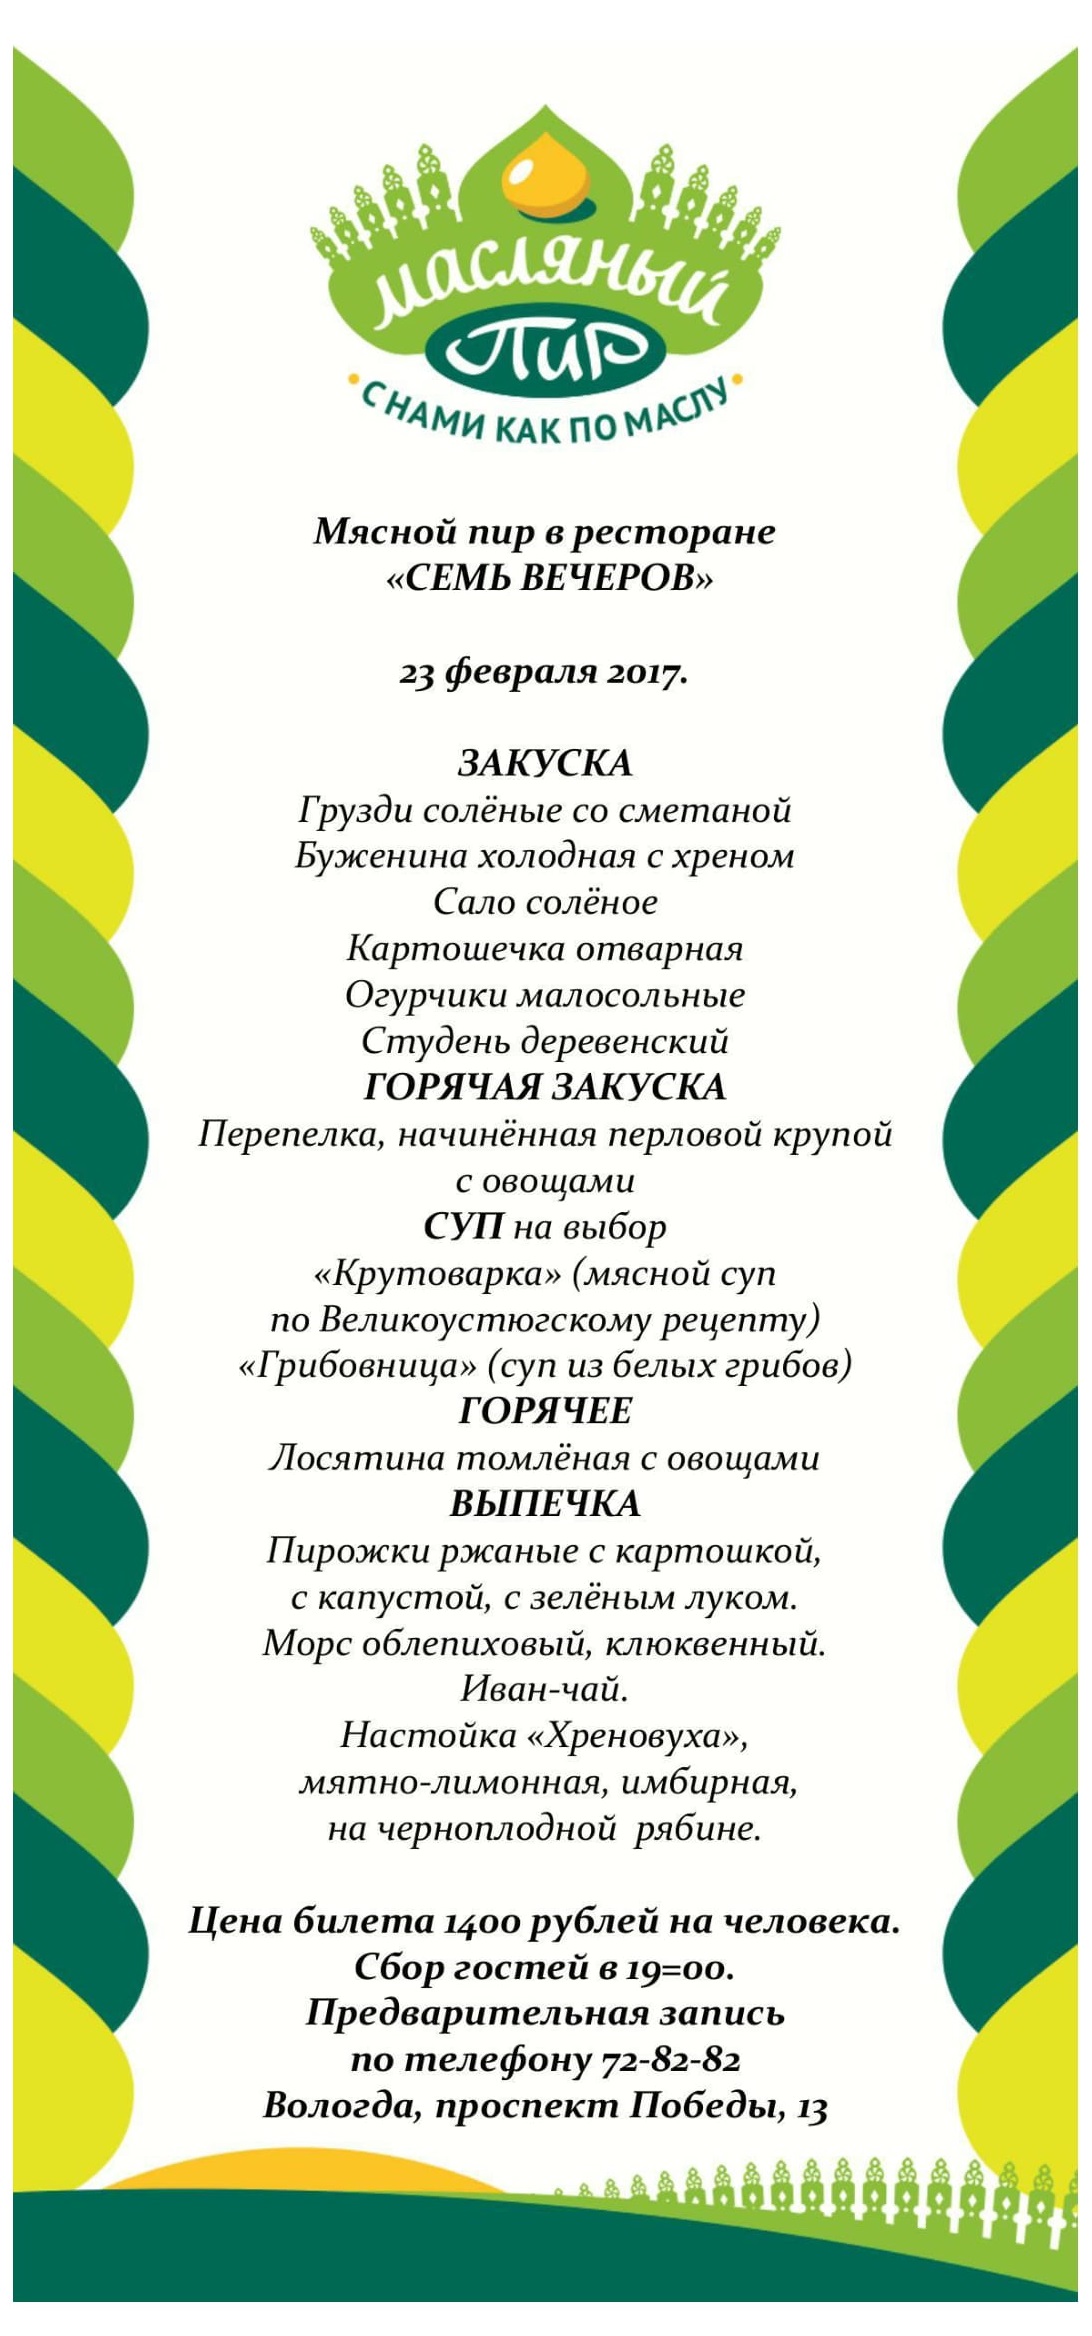 масляный
Пир
• С НАМИ КАК ПО МАСЛУ •
Мясной пир в ресторане
«СЕМЬ ВЕЧЕРОВ»
23 февраля 2017.
ЗАКУСКА
Грузди солёные со сметаной
Буженина холодная с хреном
Сало солёное
Картошечка отварная
Огурчики малосольные
Студень деревенский
ГОРЯЧАЯ ЗАКУСКА
Перепелка, начинённая перловой крупой
с овощами
СУП на выбор
«Крутоварка» (мясной суп
по Великоустюгскому рецепту)
«Грибовница» (суп из белых грибов)
ГОРЯЧЕЕ
Лосятина томлёная с овощами
ВЫПЕЧКА
Пирожки ржаные с картошкой,
с капустой, с зелёным луком.
Морс облепиховый, клюквенный.
Иван-чай.
Настойка «Хреновуха»,
мятно-лимонная, имбирная,
на черноплодной  рябине.
Цена билета 1400 рублей на человека.
Сбор гостей в 19=00.
Предварительная запись
по телефону 72-82-82
Вологда, проспект Победы, 13